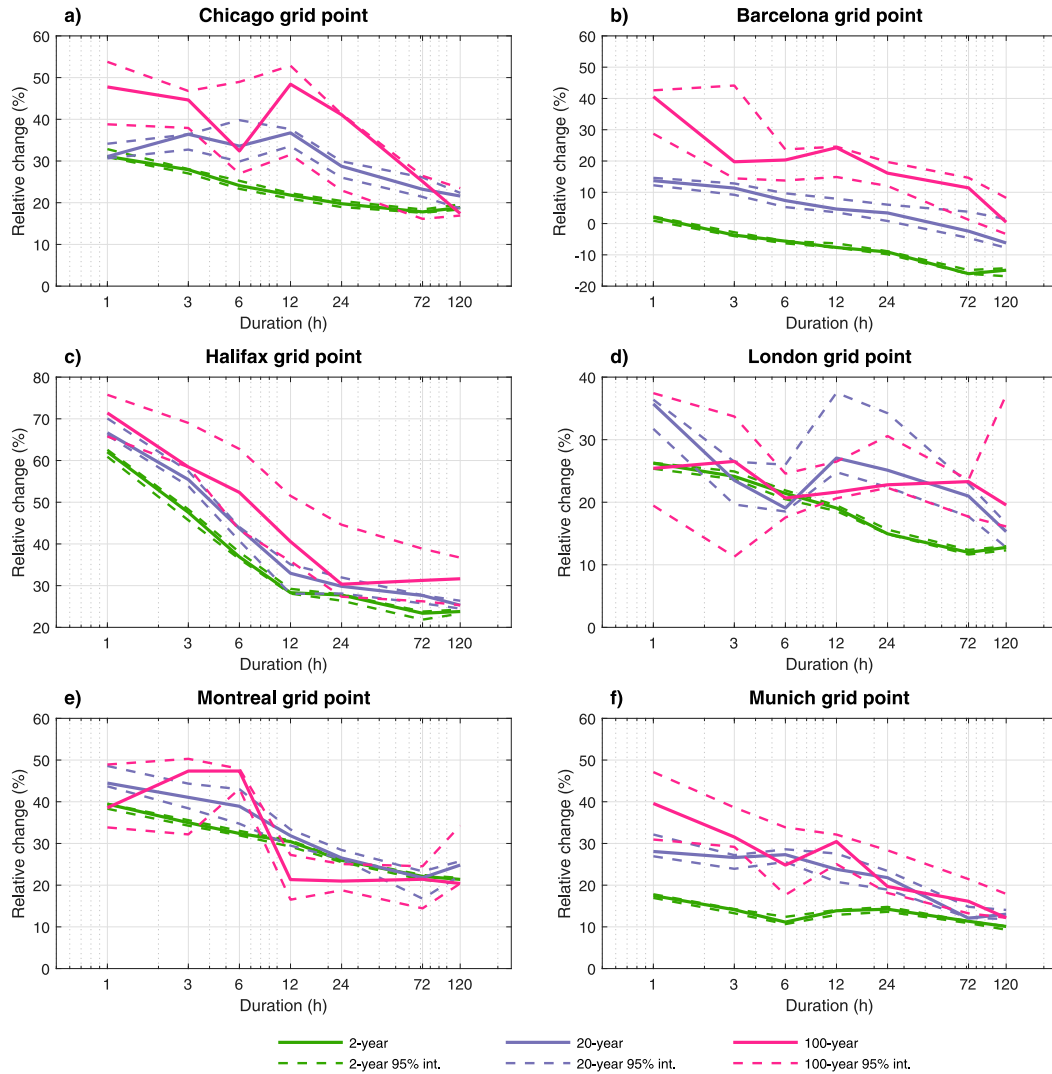 a) Chicago grid point
60
50
40
30
20
10
0
Relative change (%)
1 3 6 12 24 72 120
Duration (h)
b) Barcelona grid point
60
50
40
30
20
10
0
-10
-20
Relative change (%)
1 3 6 12 24 72 120
Duration (h)
c) Halifax grid point
80
70
60
50
40
30
20
Relative change (%)
1 3 6 12 24 72 120
Duration (h)
d) London grid point
40
30
20
10
0
Relative change (%)
1 3 6 12 24 72 120
Duration (h)
e) Montreal grid point
60
50
40
30
20
10
0
Relative change (%)
1 3 6 12 24 72 120
Duration (h)
f) Munich grid point
60
50
40
30
20
10
0
Relative change (%)
1 3 6 12 24 72 120
Duration (h)
2-year 20-year 100-year
2-year 95% int. 20-year 95% int. 100-year 95% int.